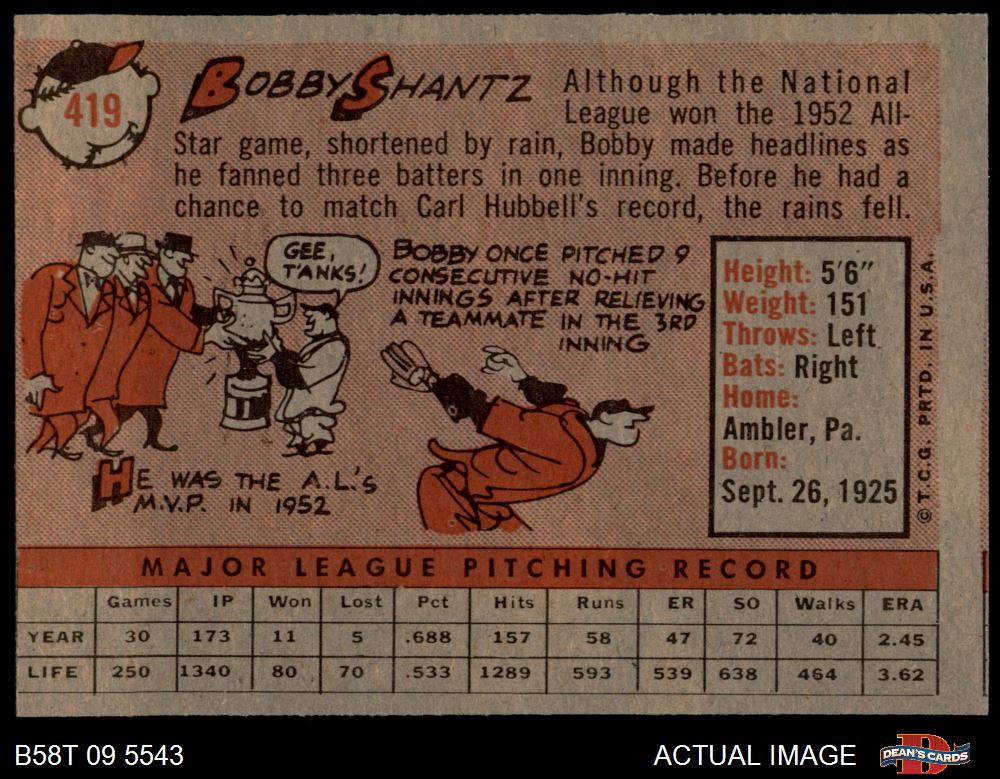 419
BOBBY SHANTZ
Although the National
League won the 1952 All-
Star game, shortened by rain, Bobby made headlines as
he fanned three batters in one inning. Before he had a
chance to match Carl Hubbell's record, the rains fell.
GEE,
T'ANKS!
BOBBY ONCE PITCHED 9
CONSECUTIVE NO-HIT
INNINGS AFTER RELIEVING
A TEAMMATE IN THE 3RD
INNING
HE WAS THE A.L.'S
M.V.P. IN 1952
Height: 5'6"
Weight: 151
Throws: Left
Bats: Right
Home:
Ambler, Pa.
Born:
Sept. 26, 1925
© T.C.G. PRTD. IN U.S.A.
MAJOR LEAGUE PITCHING RECORD
Games IP Won Lost Pct Hits Runs ER SO Walks ERA
YEAR 30 173 11 5 .688 157 58 47 72 40 2.45
LIFE 250 1340 80 70 .533 1289 593 539 638 464 3.62
B58T 09 5543
ACTUAL IMAGE
DEAN'S CARDS